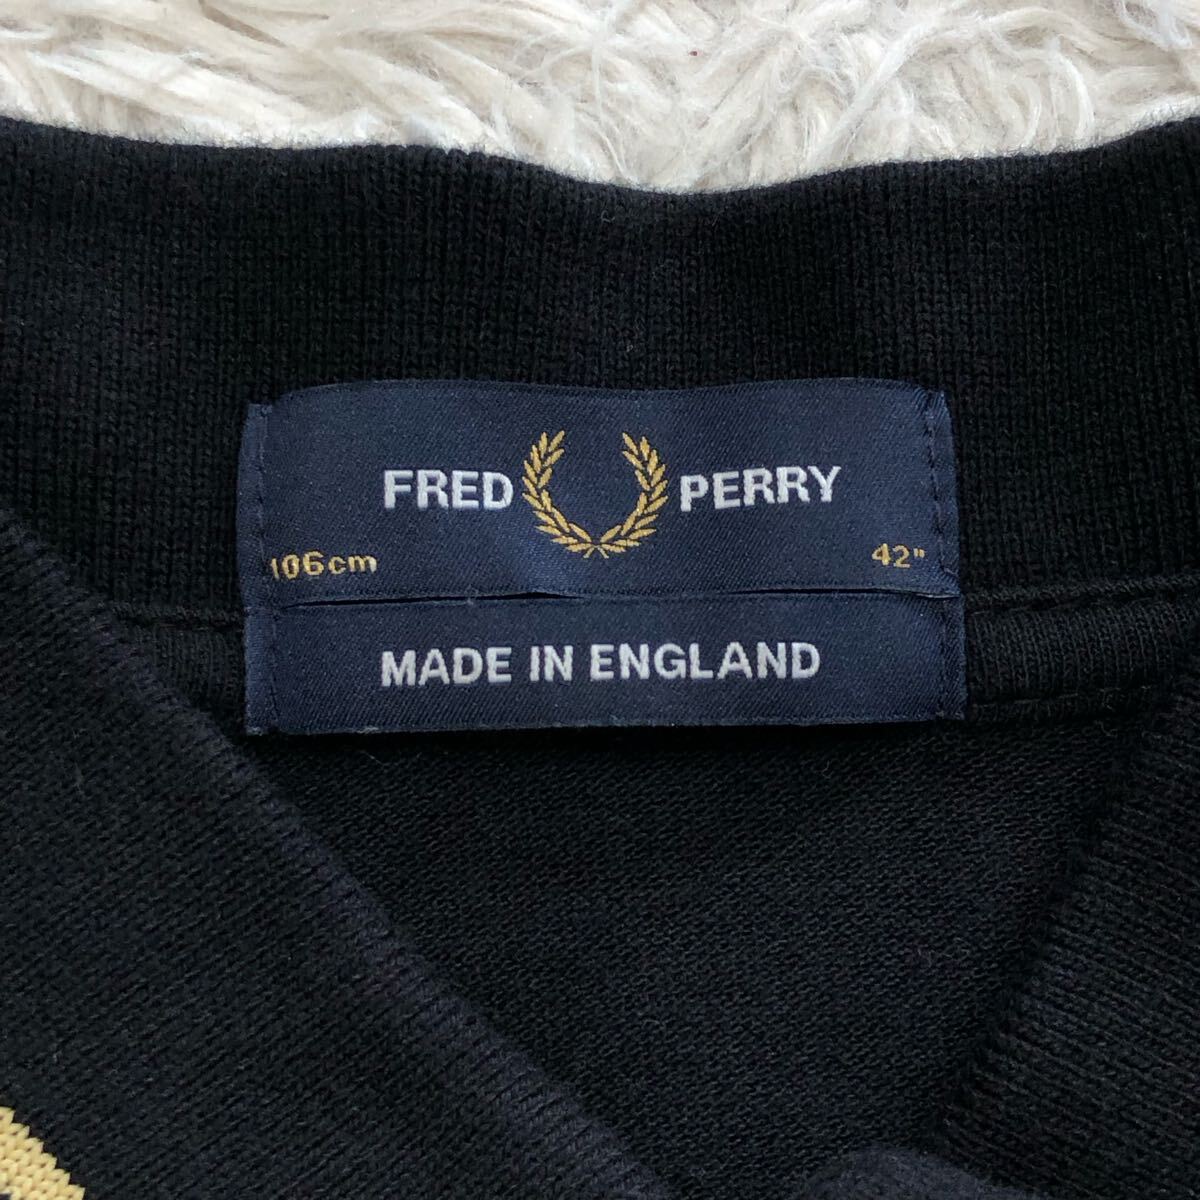 FRED PERRY
106cm 42"
MADE IN ENGLAND